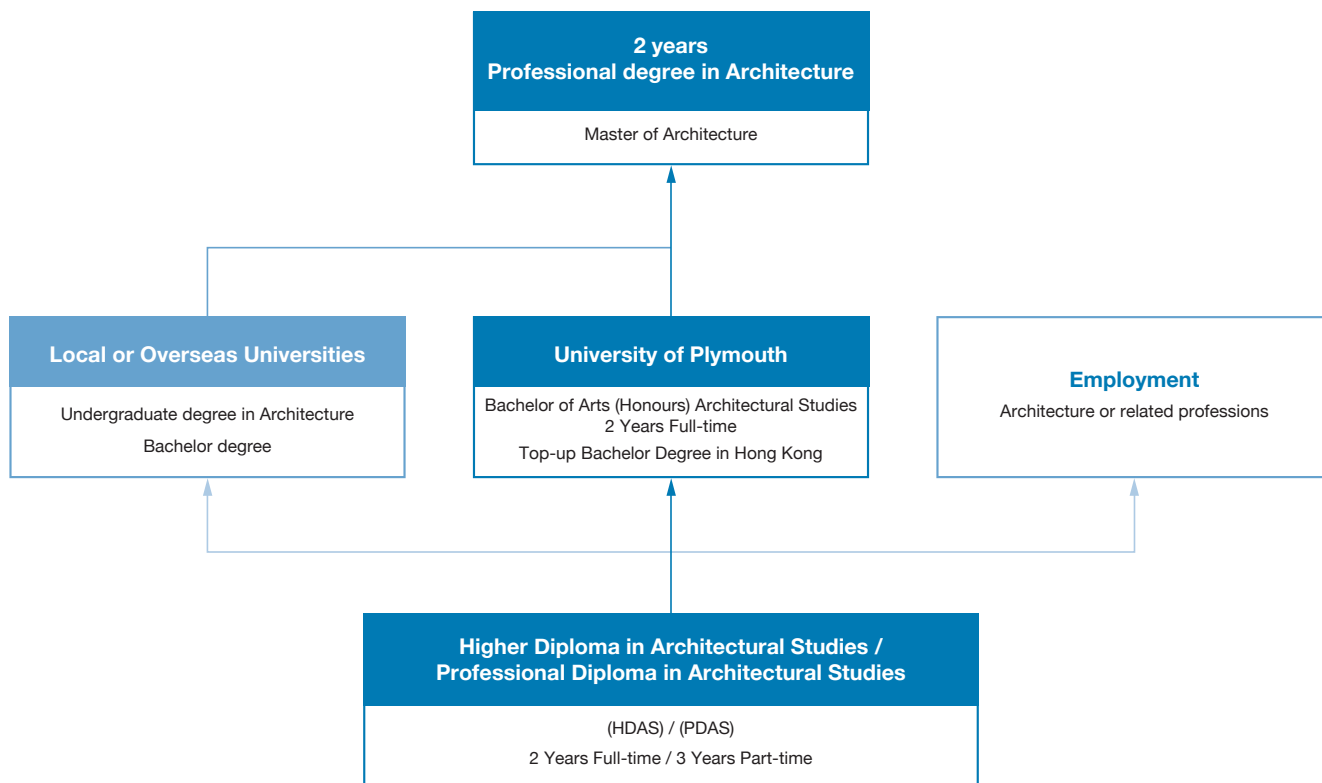 2 years
Professional degree in Architecture
Master of Architecture
Local or Overseas Universities
Undergraduate degree in Architecture
Bachelor degree
University of Plymouth
Bachelor of Arts (Honours) Architectural Studies
2 Years Full-time
Top-up Bachelor Degree in Hong Kong
Employment
Architecture or related professions
Higher Diploma in Architectural Studies /
Professional Diploma in Architectural Studies
(HDAS) / (PDAS)
2 Years Full-time / 3 Years Part-time